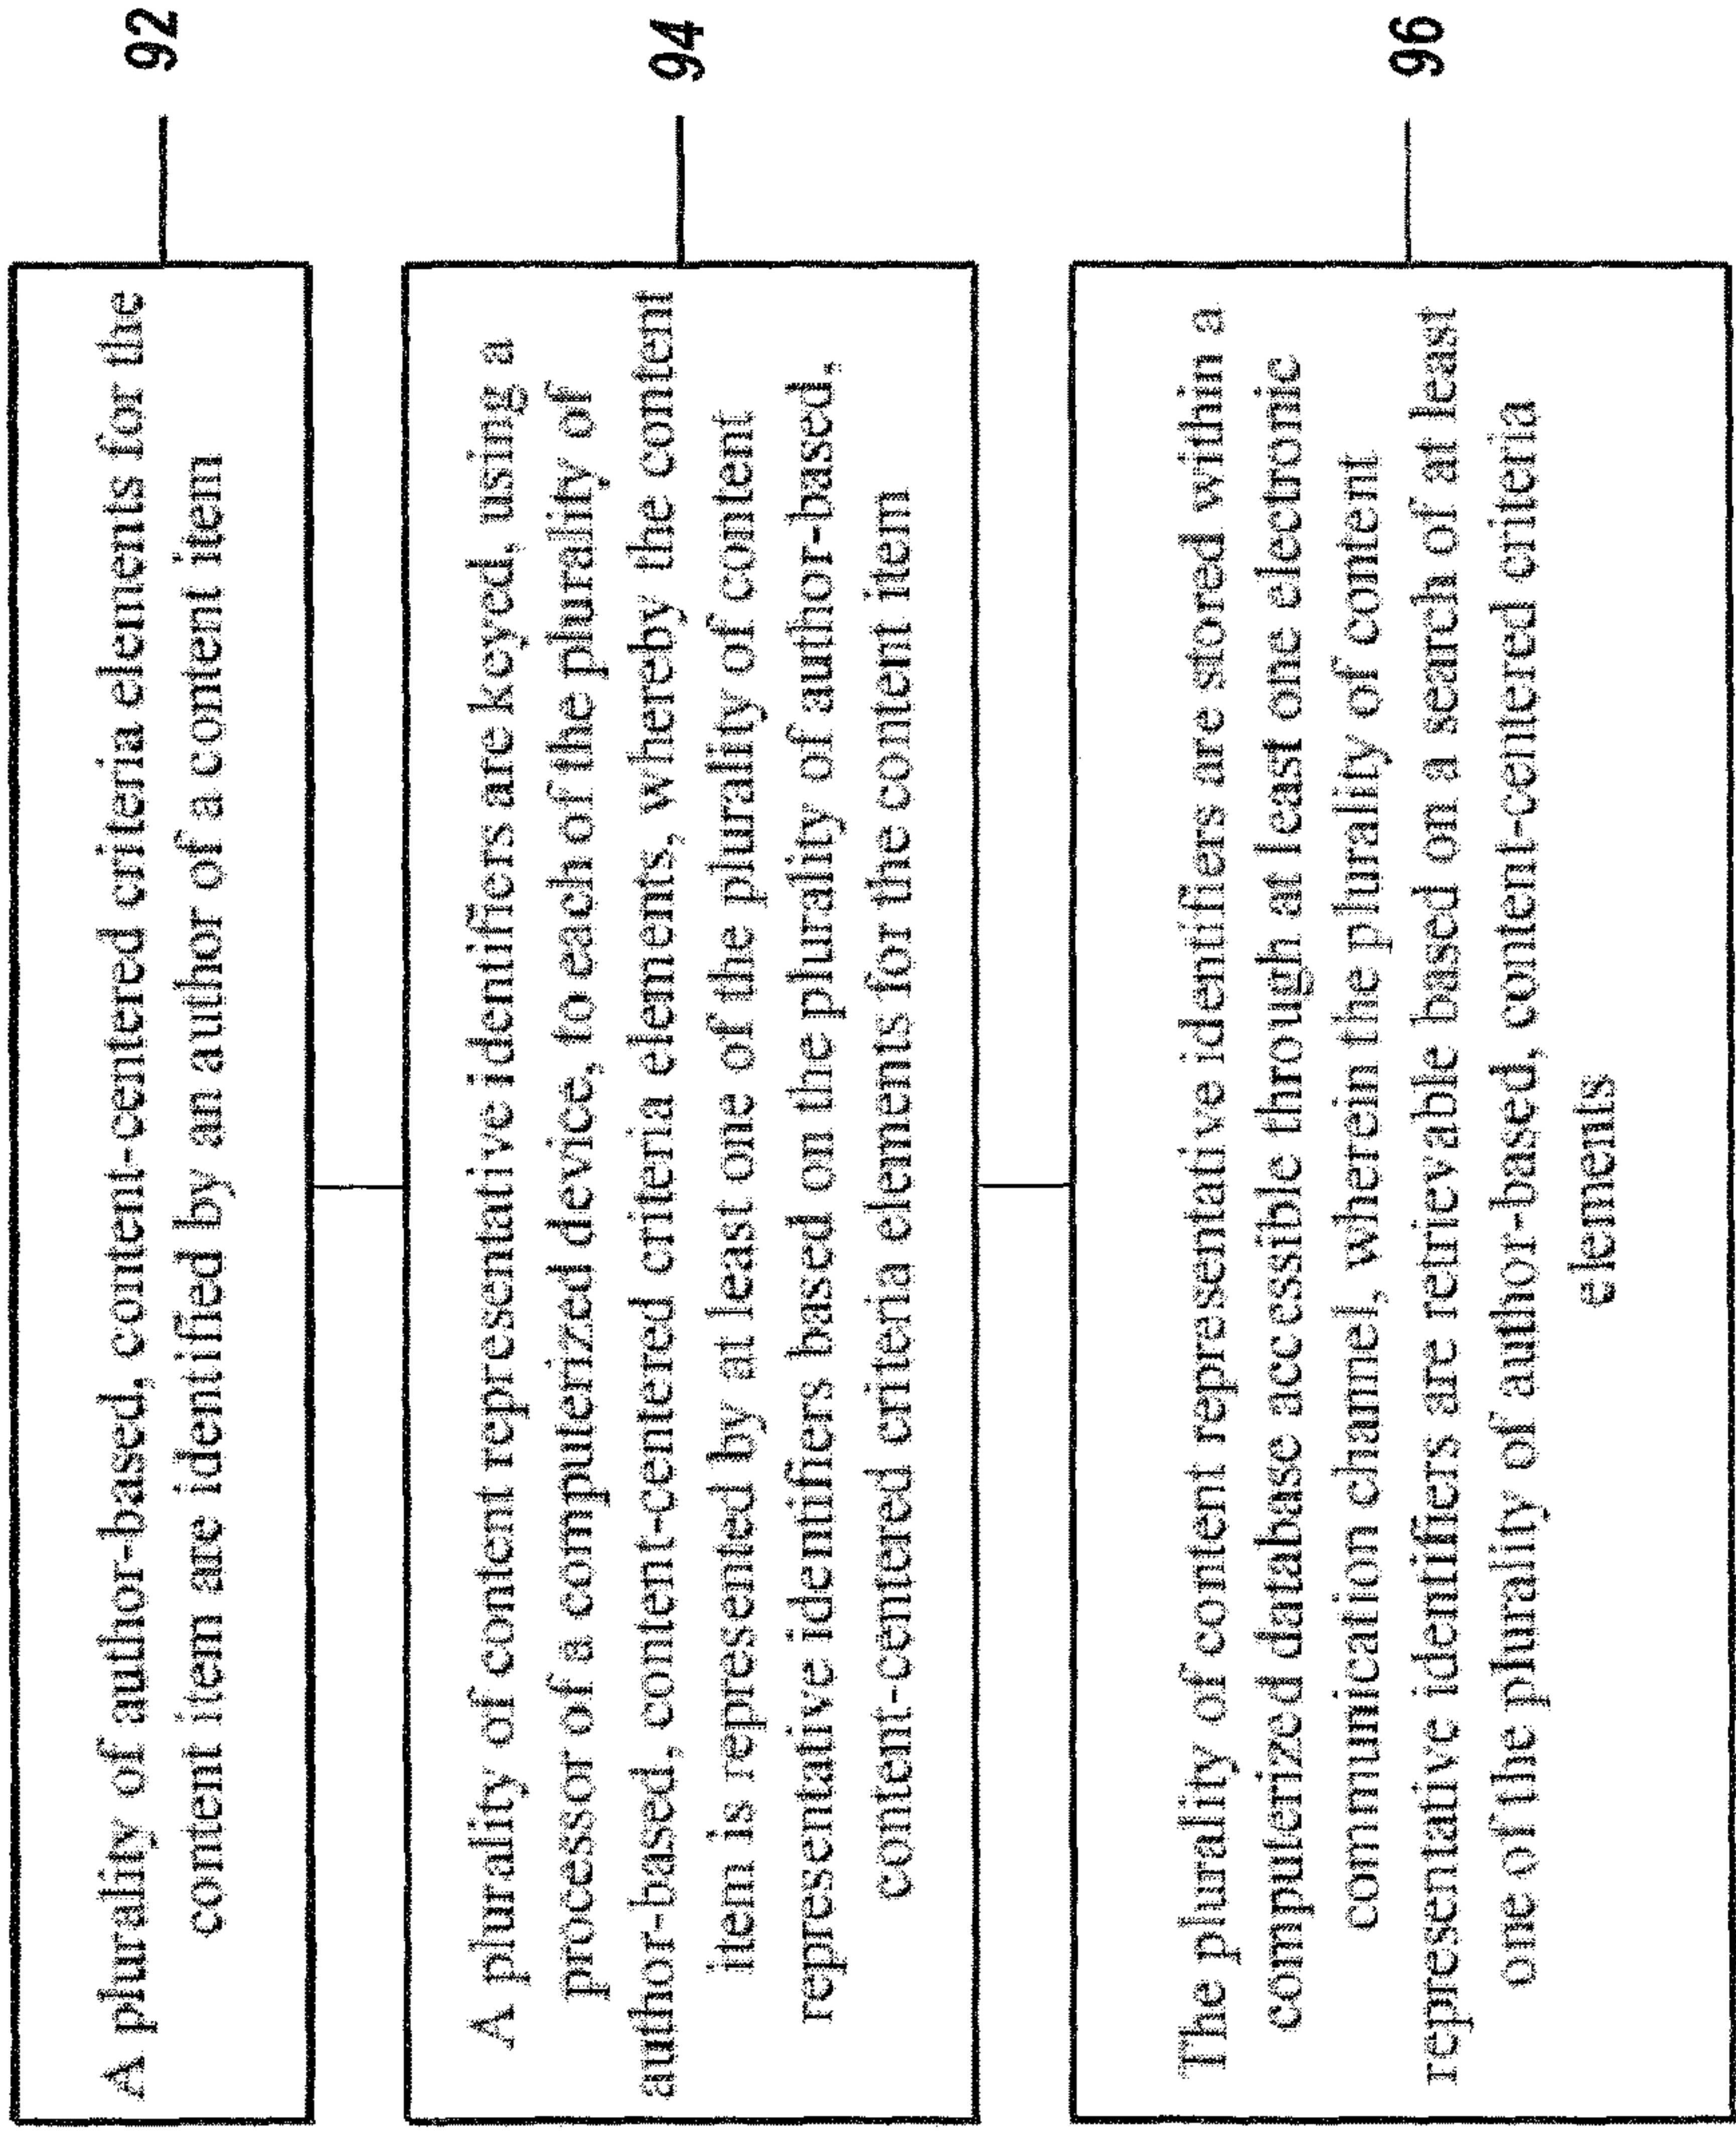 A plurality of author-based, content-centered criteria elements for the
content item are identified by an author of a content item
92
A plurality of content representative identifiers are keyed, using a
processor of a computerized device, to each of the plurality of
author-based, content-centered criteria elements, whereby the content
item is represented by at least one of the plurality of content
representative identifiers based on the plurality of author-based,
content-centered criteria elements for the content item
94
The plurality of content representative identifiers are stored within a
computerized database accessible through at least one electronic
communication channel, wherein the plurality of content
representative identifiers are retrievable based on a search of at least
one of the plurality of author-based, content-centered criteria
elements
96